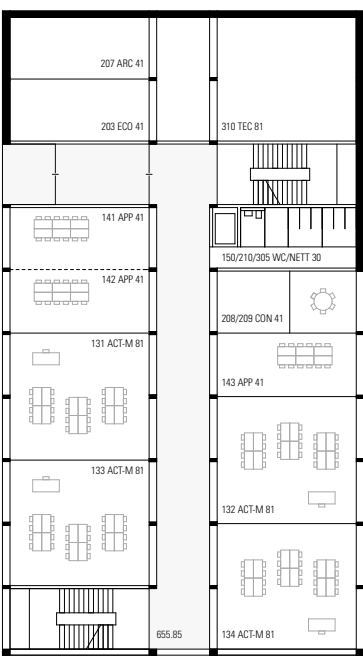 207 ARC 41
203 ECO 41
310 TEC 81
141 APP 41
150/210/305 WC/NETT 30
142 APP 41
208/209 CON 41
131 ACT-M 81
143 APP 41
133 ACT-M 81
132 ACT-M 81
655.85
134 ACT-M 81